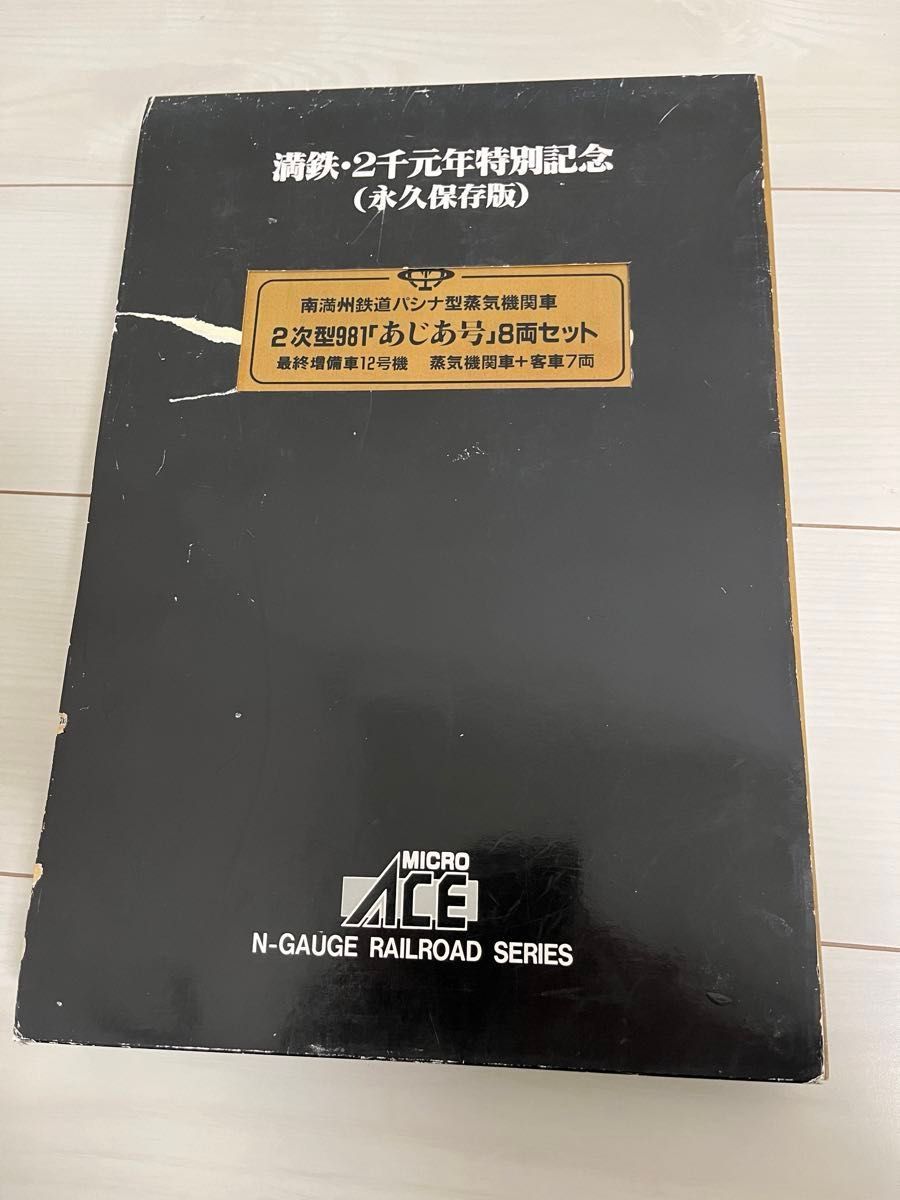 満鉄・2千元年特別記念
（永久保存版）
南満州鉄道パシナ型蒸気機関車
2次型981「あじあ号」8両セット
最終増備車12号機　蒸気機関車＋客車7両
MICRO
ACE
N-GAUGE RAILROAD SERIES